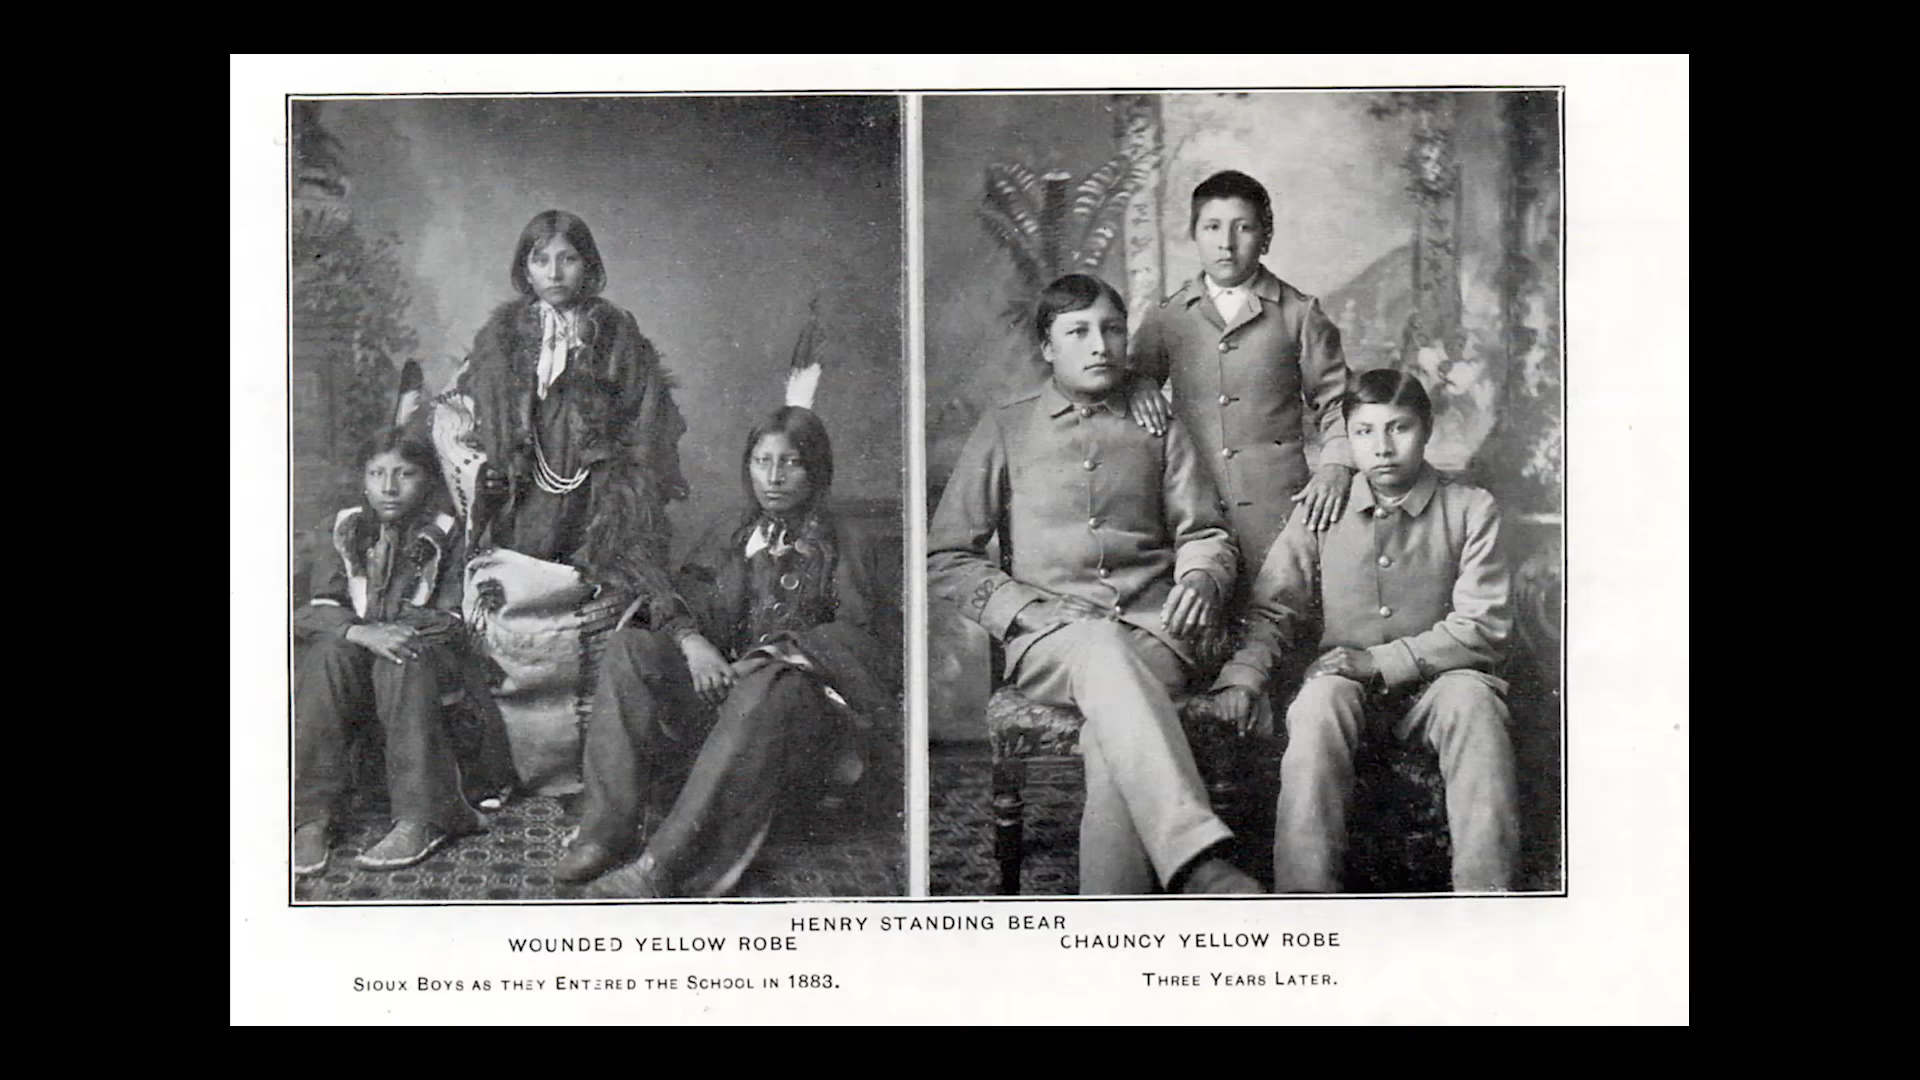 HENRY STANDING BEAR
WOUNDED YELLOW ROBE
CHAUNCY YELLOW ROBE
SIOUX BOYS AS THEY ENTERED THE SCHOOL IN 1883.
THREE YEARS LATER.